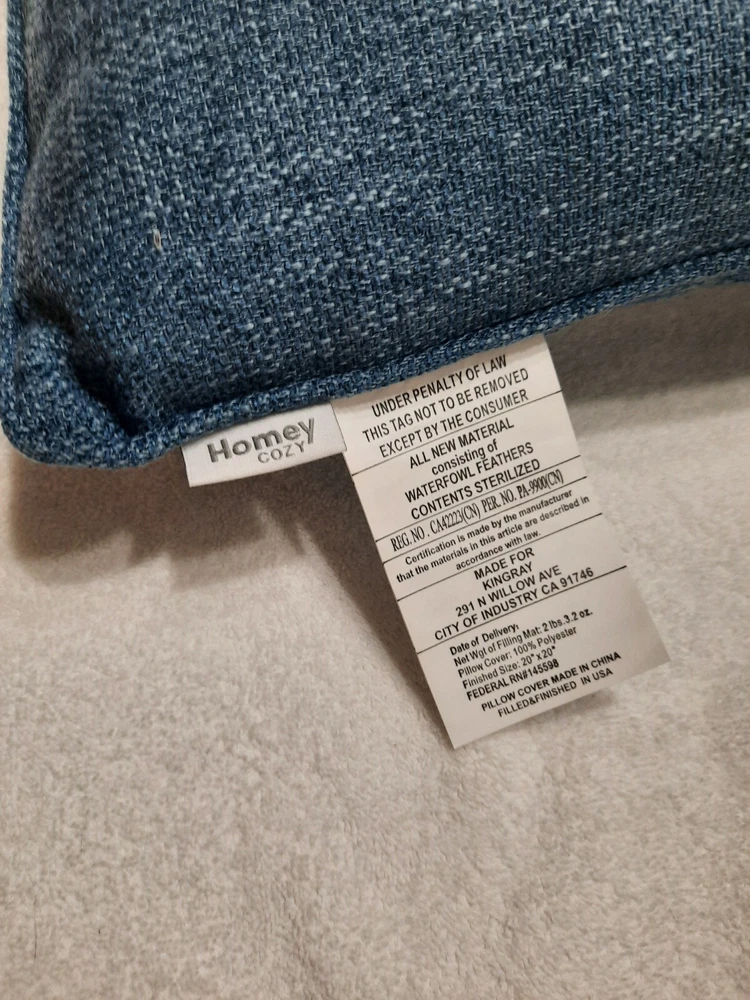 Homey
COZY
UNDER PENALTY OF LAW
THIS TAG NOT TO BE REMOVED
EXCEPT BY THE CONSUMER
ALL NEW MATERIAL
consisting of
WATERFOWL FEATHERS
CONTENTS STERILIZED
REG. NO. CA42223(CN) PER. NO. PA-9900(CN)
Certification is made by the manufacturer
that the materials in this article are described in
accordance with law.
MADE FOR
KINGRAY
291 N WILLOW AVE
CITY OF INDUSTRY CA 91746
Date of Delivery,
Net Wgt of Filling Mat: 2 lbs.3.2 oz.
Pillow Cover: 100% Polyester
Finished Size: 20" x 20"
FEDERAL RN#145598
PILLOW COVER MADE IN CHINA
FILLED&FINISHED IN USA